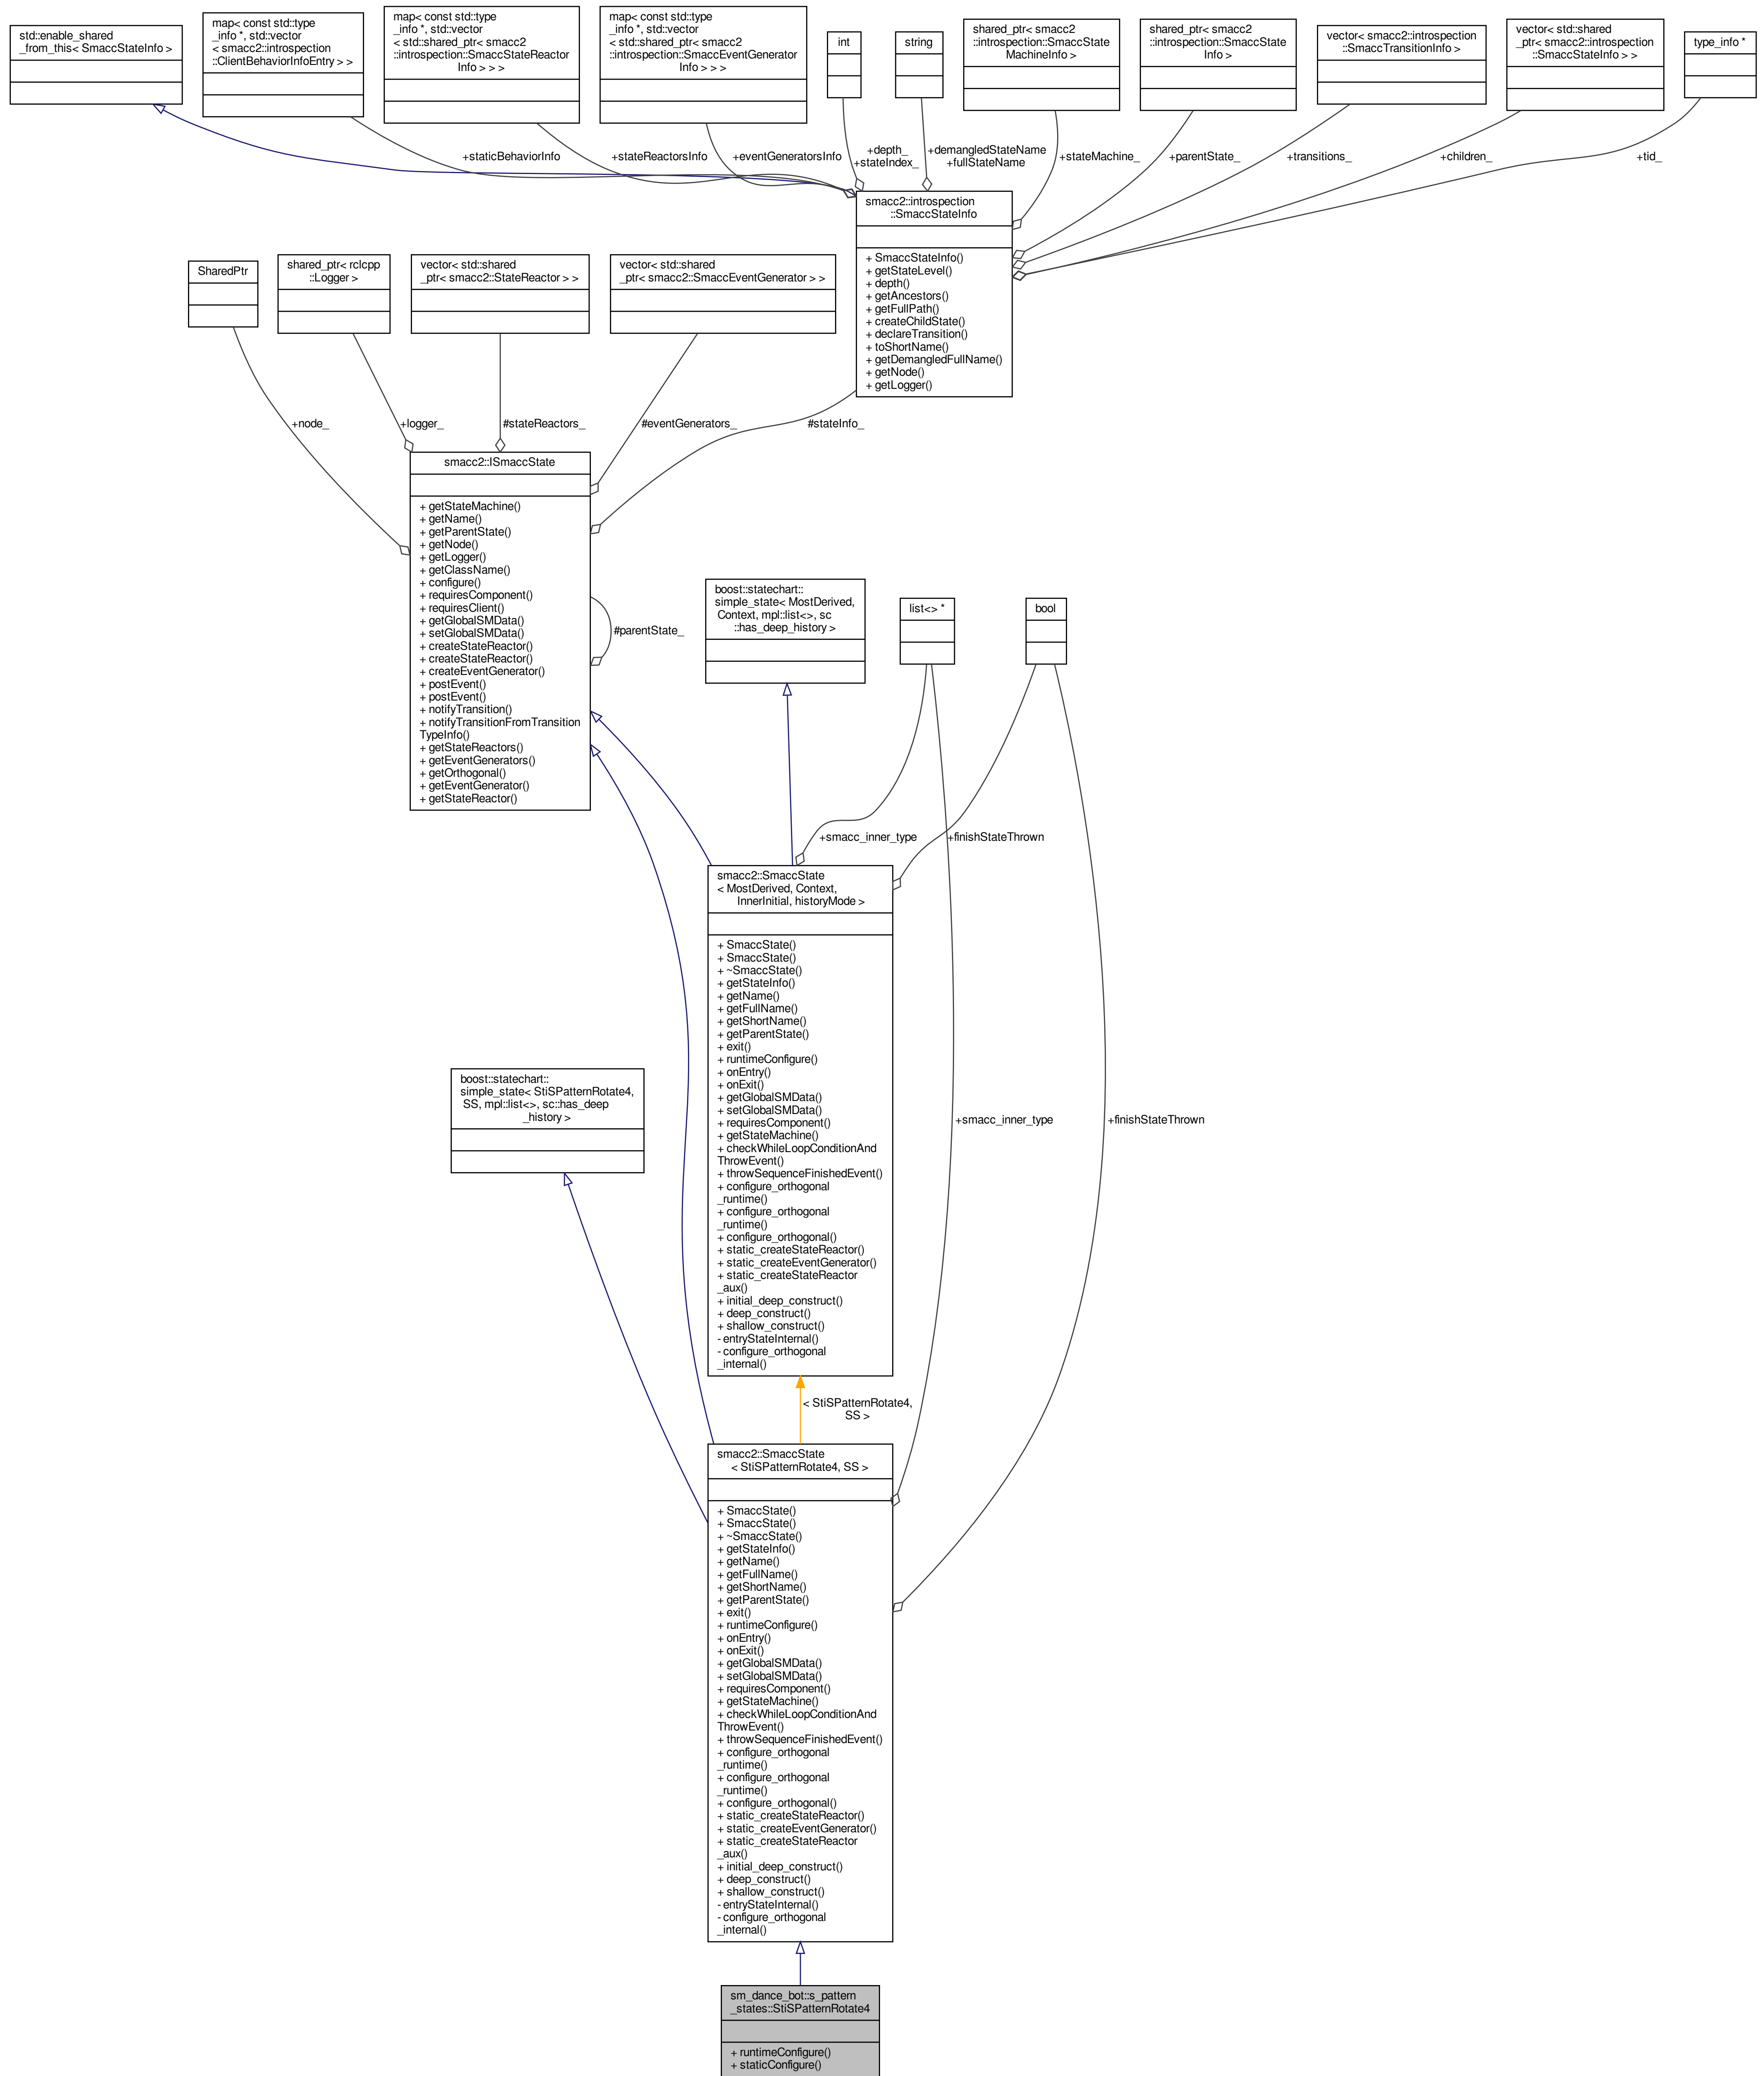 std::enable_shared
_from_this< SmaccStateInfo >
map< const std::type
_info *, std::vector
< smacc2::introspection
::ClientBehaviorInfoEntry > >
map< const std::type
_info *, std::vector
< std::shared_ptr< smacc2
::introspection::SmaccStateReactor
Info > > >
map< const std::type
_info *, std::vector
< std::shared_ptr< smacc2
::introspection::SmaccEventGenerator
Info > > >
int
string
shared_ptr< smacc2
::introspection::SmaccState
MachineInfo >
shared_ptr< smacc2
::introspection::SmaccState
Info >
vector< smacc2::introspection
::SmaccTransitionInfo >
vector< std::shared
_ptr< smacc2::introspection
::SmaccStateInfo > >
type_info *
+staticBehaviorInfo
+stateReactorsInfo
+eventGeneratorsInfo
+depth_
+stateIndex_
+demangledStateName
+fullStateName
+stateMachine_
+parentState_
+transitions_
+children_
+tid_
smacc2::introspection
::SmaccStateInfo
+ SmaccStateInfo()
+ getStateLevel()
+ depth()
+ getAncestors()
+ getFullPath()
+ createChildState()
+ declareTransition()
+ toShortName()
+ getDemangledFullName()
+ getNode()
+ getLogger()
SharedPtr
shared_ptr< rclcpp
::Logger >
vector< std::shared
_ptr< smacc2::StateReactor > >
vector< std::shared
_ptr< smacc2::SmaccEventGenerator > >
+node_
+logger_
#stateReactors_
#eventGenerators_
#stateInfo_
smacc2::ISmaccState
+ getStateMachine()
+ getName()
+ getParentState()
+ getNode()
+ getLogger()
+ getClassName()
+ configure()
+ requiresComponent()
+ requiresClient()
+ getGlobalSMData()
+ setGlobalSMData()
+ createStateReactor()
+ createStateReactor()
+ createEventGenerator()
+ postEvent()
+ postEvent()
+ notifyTransition()
+ notifyTransitionFromTransition
TypeInfo()
+ getStateReactors()
+ getEventGenerators()
+ getOrthogonal()
+ getEventGenerator()
+ getStateReactor()
#parentState_
boost::statechart::
simple_state< MostDerived,
Context, mpl::list<>, sc
::has_deep_history >
list<> *
bool
+smacc_inner_type
+finishStateThrown
smacc2::SmaccState
< MostDerived, Context,
InnerInitial, historyMode >
+ SmaccState()
+ SmaccState()
+ ~SmaccState()
+ getStateInfo()
+ getName()
+ getFullName()
+ getShortName()
+ getParentState()
+ exit()
+ runtimeConfigure()
+ onEntry()
+ onExit()
+ getGlobalSMData()
+ setGlobalSMData()
+ requiresComponent()
+ getStateMachine()
+ checkWhileLoopConditionAnd
ThrowEvent()
+ throwSequenceFinishedEvent()
+ configure_orthogonal
_runtime()
+ configure_orthogonal
_runtime()
+ configure_orthogonal()
+ static_createStateReactor()
+ static_createEventGenerator()
+ static_createStateReactor
_aux()
+ initial_deep_construct()
+ deep_construct()
+ shallow_construct()
- entryStateInternal()
- configure_orthogonal
_internal()
boost::statechart::
simple_state< StiSPatternRotate4,
SS, mpl::list<>, sc::has_deep
_history >
+smacc_inner_type
+finishStateThrown
< StiSPatternRotate4,
SS >
smacc2::SmaccState
< StiSPatternRotate4, SS >
+ SmaccState()
+ SmaccState()
+ ~SmaccState()
+ getStateInfo()
+ getName()
+ getFullName()
+ getShortName()
+ getParentState()
+ exit()
+ runtimeConfigure()
+ onEntry()
+ onExit()
+ getGlobalSMData()
+ setGlobalSMData()
+ requiresComponent()
+ getStateMachine()
+ checkWhileLoopConditionAnd
ThrowEvent()
+ throwSequenceFinishedEvent()
+ configure_orthogonal
_runtime()
+ configure_orthogonal
_runtime()
+ configure_orthogonal()
+ static_createStateReactor()
+ static_createEventGenerator()
+ static_createStateReactor
_aux()
+ initial_deep_construct()
+ deep_construct()
+ shallow_construct()
- entryStateInternal()
- configure_orthogonal
_internal()
sm_dance_bot::s_pattern
_states::StiSPatternRotate4
+ runtimeConfigure()
+ staticConfigure()